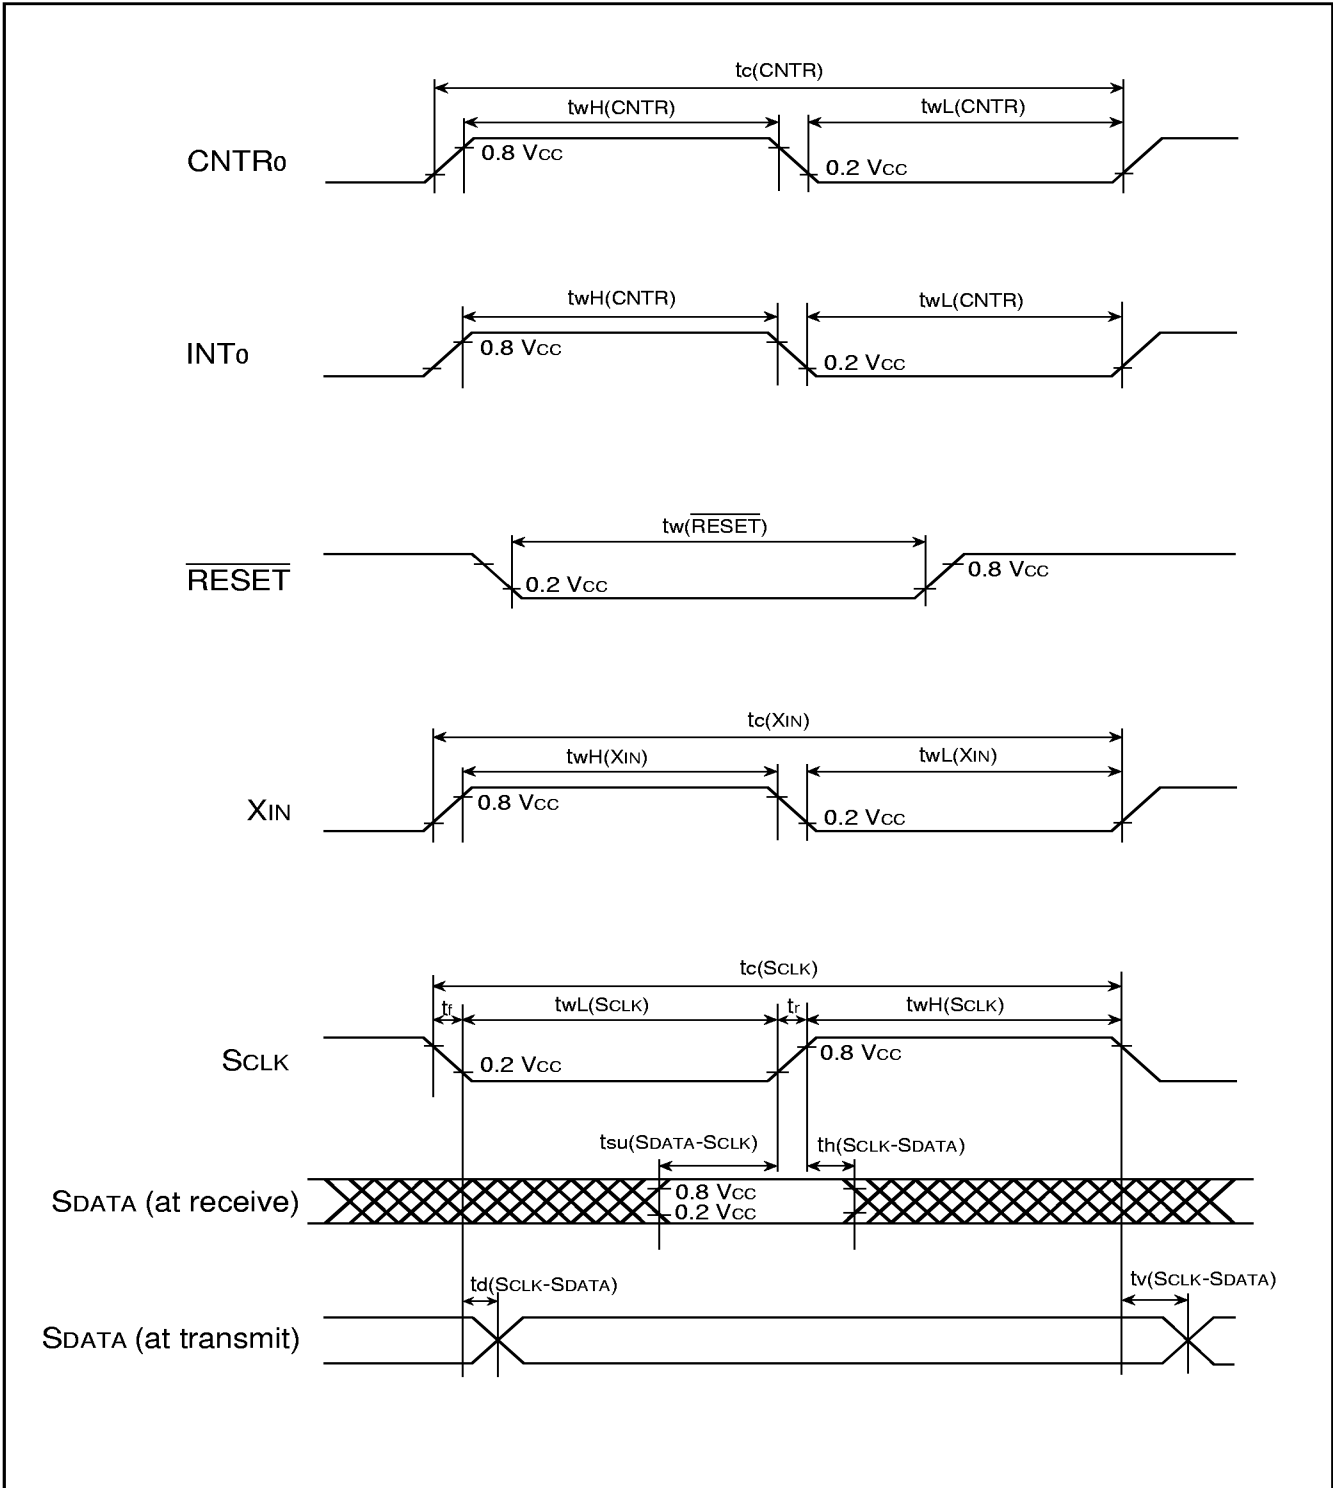 tc(CNTR)
twH(CNTR) twL(CNTR)
CNTR0 0.8 VCC 0.2 VCC
twH(CNTR) twL(CNTR)
INT0 0.8 VCC 0.2 VCC
tw(RESET)
RESET 0.2 VCC 0.8 VCC
tc(XIN)
twH(XIN) twL(XIN)
XIN 0.8 VCC 0.2 VCC
tc(SCLK)
tf twL(SCLK) tr twH(SCLK)
SCLK 0.2 VCC 0.8 VCC
tsu(SDATA-SCLK) th(SCLK-SDATA)
SDATA (at receive) 0.8 VCC
0.2 VCC
td(SCLK-SDATA) tv(SCLK-SDATA)
SDATA (at transmit)